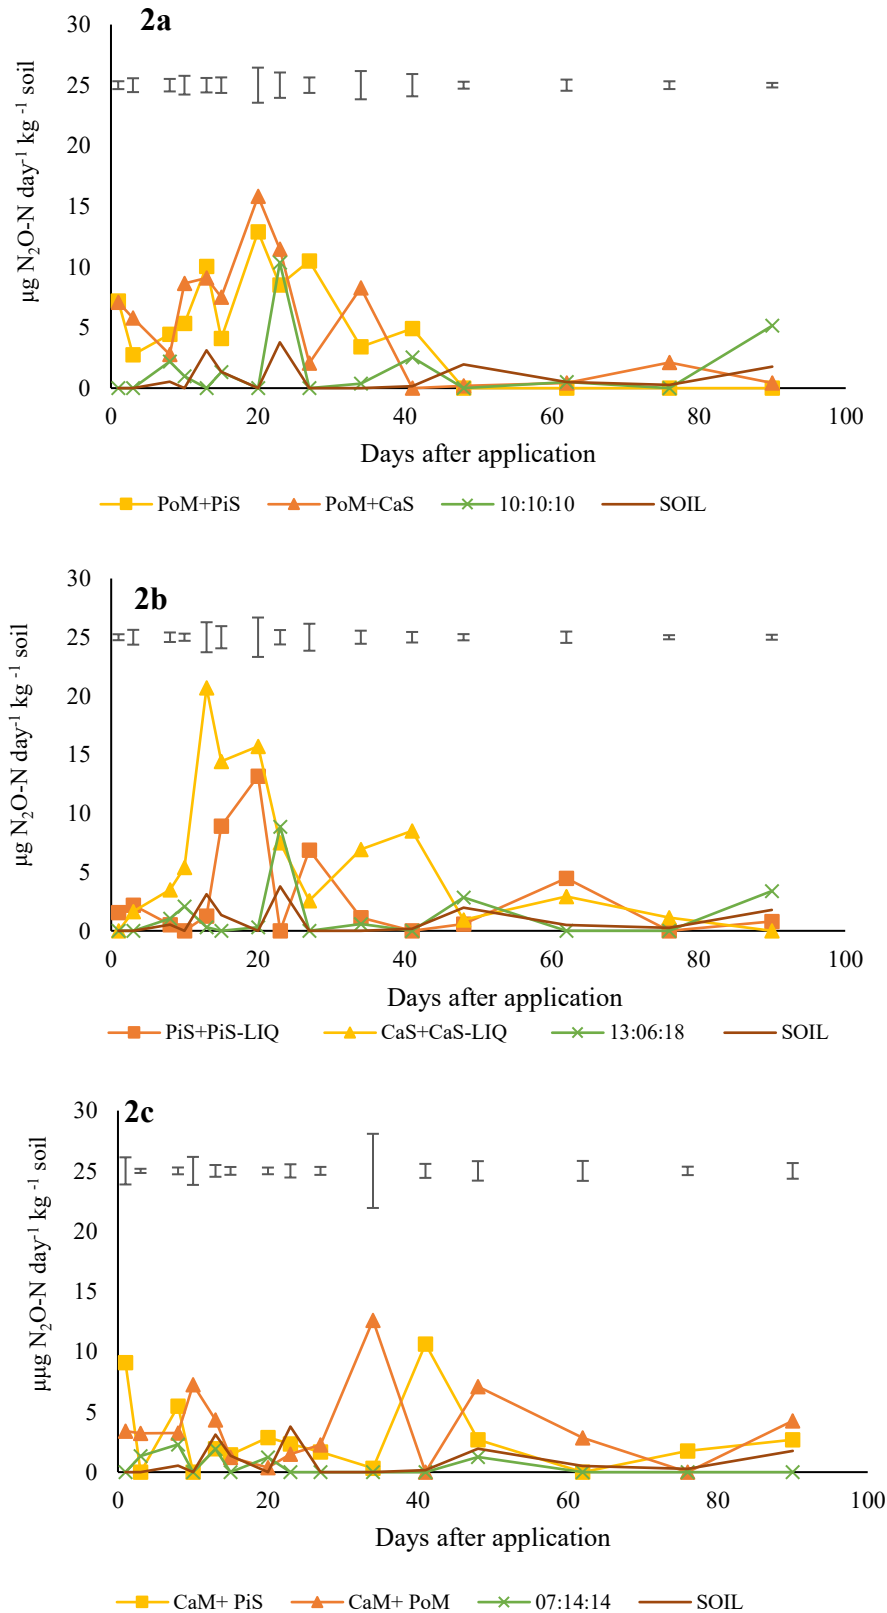 2a
30
25
20
15
10
5
0
µg N₂O-N day⁻¹ kg ⁻¹ soil
0 20 40 60 80 100
Days after application
PoM+PiS PoM+CaS 10:10:10 SOIL
2b
30
25
20
15
10
5
0
µg N₂O-N day⁻¹ kg ⁻¹ soil
0 20 40 60 80 100
Days after application
PiS+PiS-LIQ CaS+CaS-LIQ 13:06:18 SOIL
2c
30
25
20
15
10
5
0
µµg N₂O-N day⁻¹ kg ⁻¹ soil
0 20 40 60 80 100
Days after application
CaM+ PiS CaM+ PoM 07:14:14 SOIL